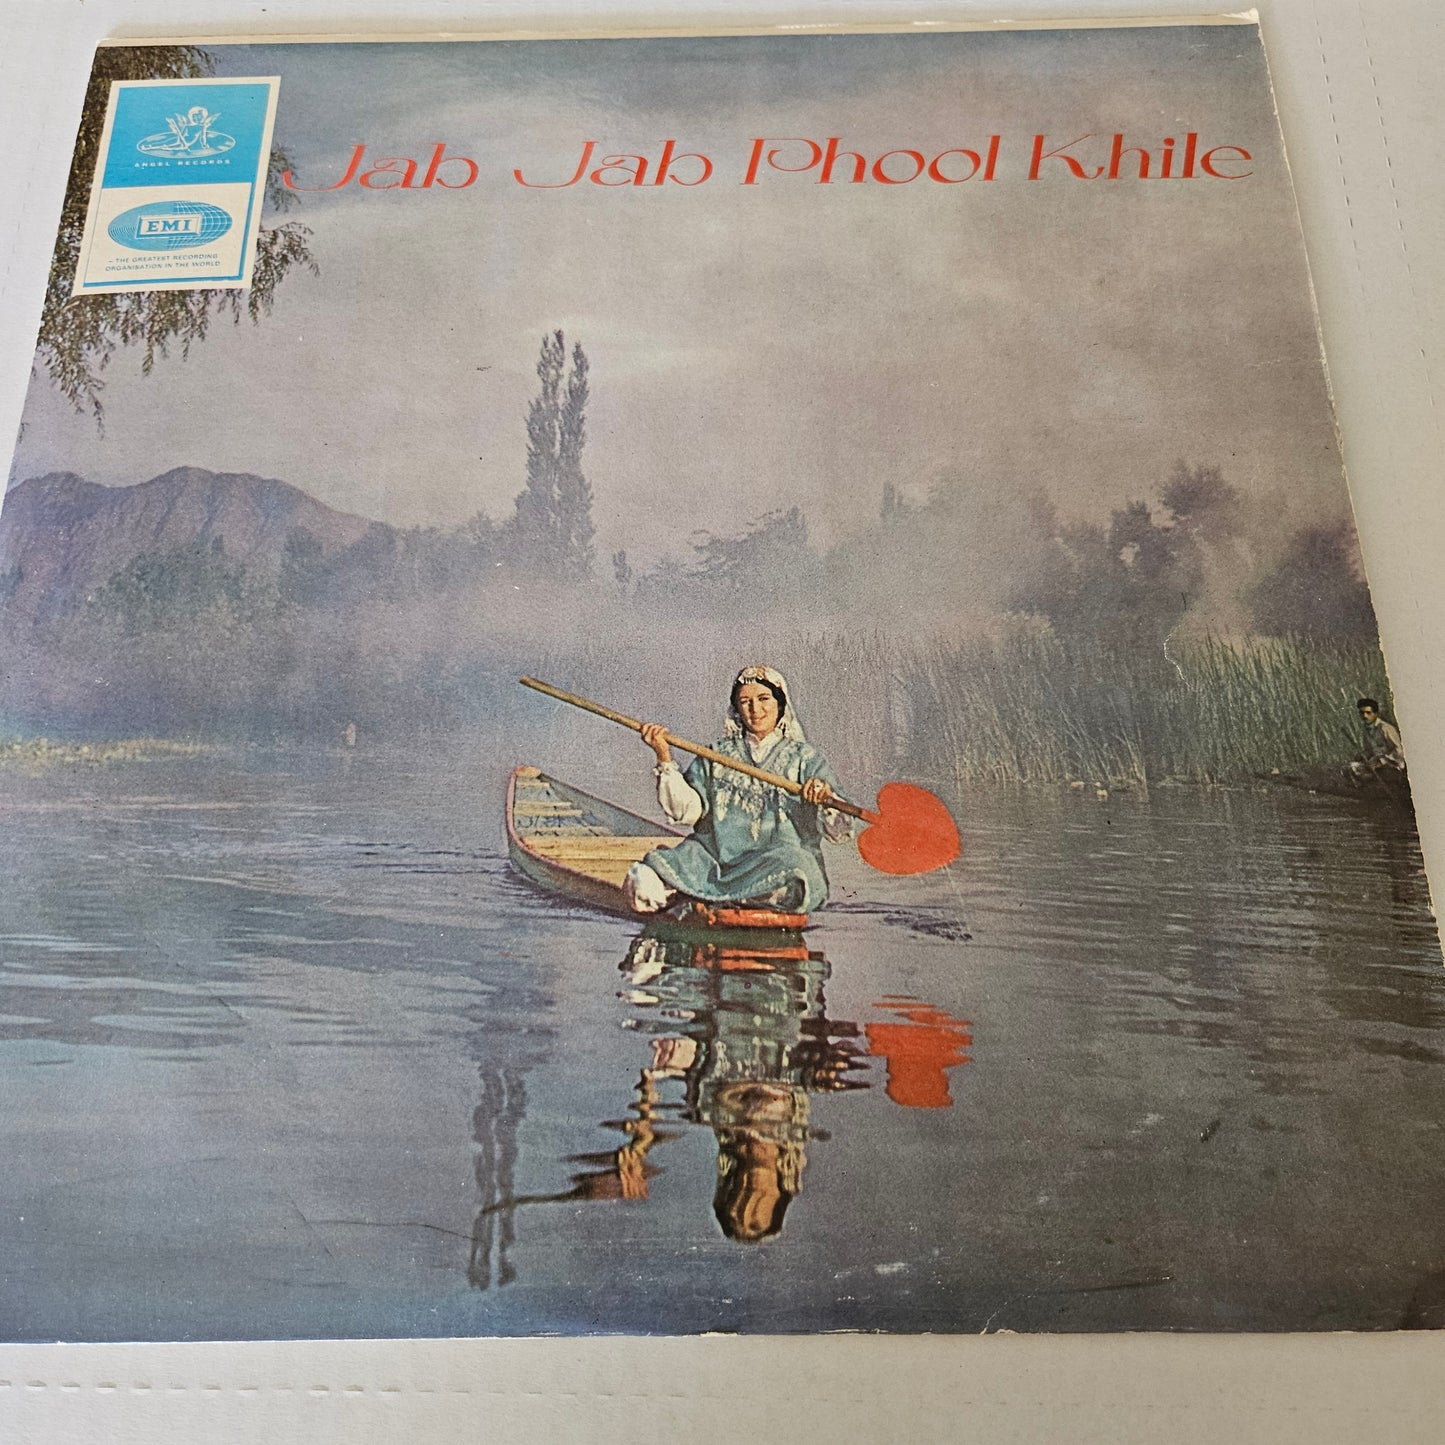 Jab Jab Phool Khile
ANGEL RECORDS
EMI
—THE GREATEST RECORDING
ORGANISATION IN THE WORLD